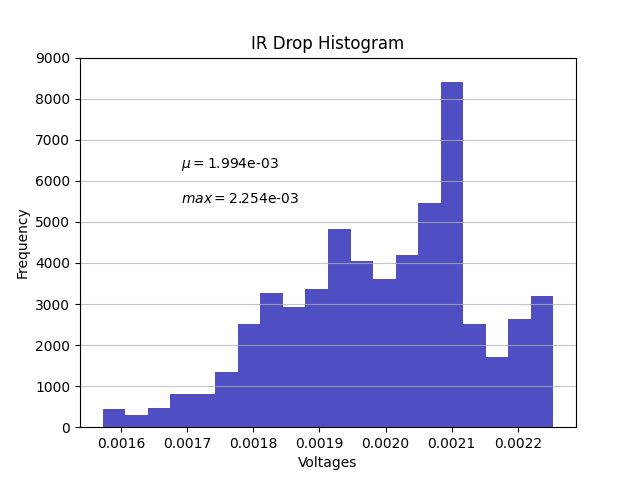 IR Drop Histogram
9000
8000
7000
6000
5000
4000
3000
2000
1000
0
Frequency
μ = 1.994e-03
max = 2.254e-03
0.0016 0.0017 0.0018 0.0019 0.0020 0.0021 0.0022
Voltages